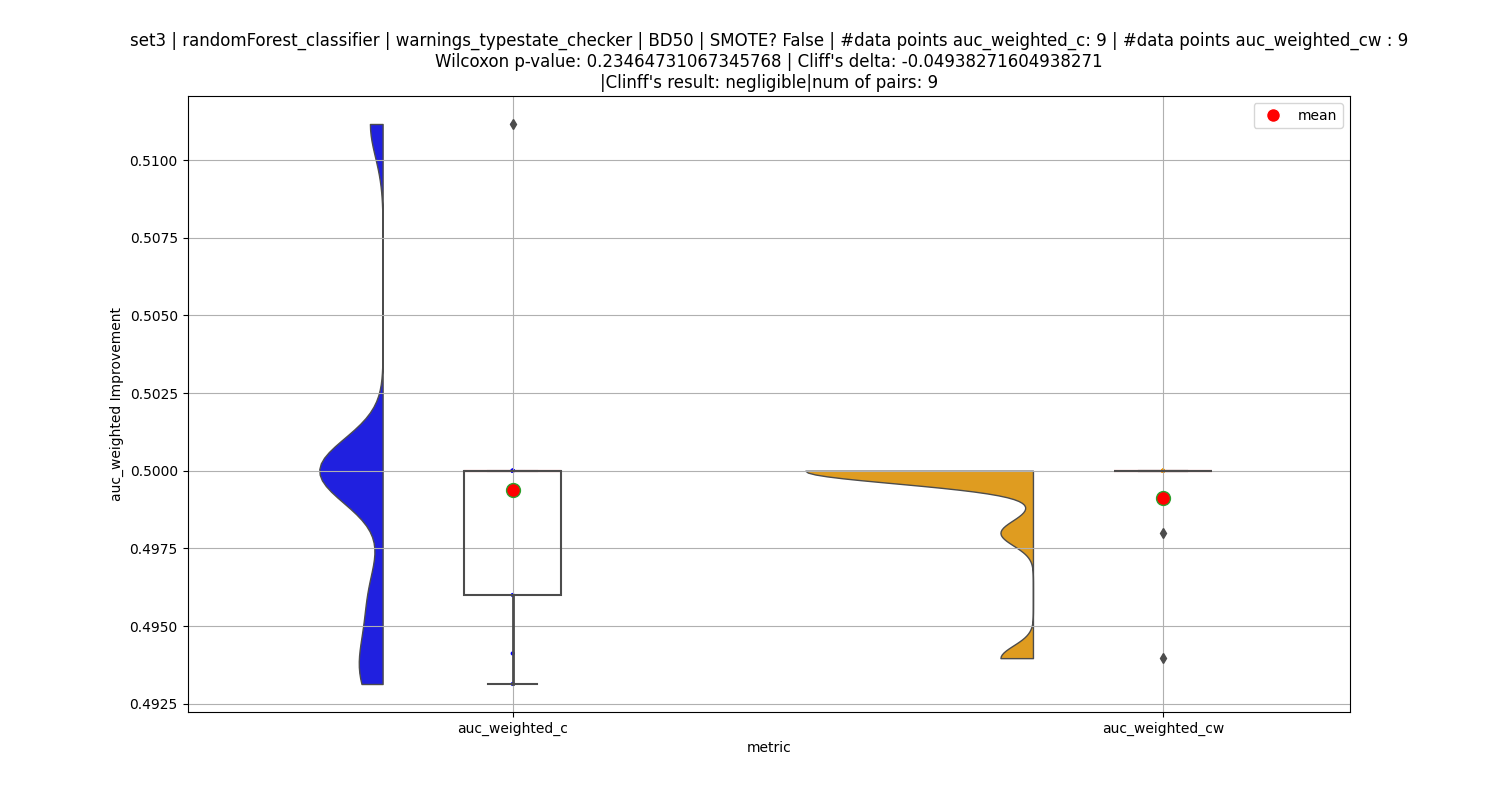 set3 | randomForest_classifier | warnings_typestate_checker | BD50 | SMOTE? False | #data points auc_weighted_c: 9 | #data points auc_weighted_cw : 9
Wilcoxon p-value: 0.23464731067345768 | Cliff's delta: -0.04938271604938271
|Clinff's result: negligible|num of pairs: 9
mean
0.5100
0.5075
0.5050
0.5025
0.5000
0.4975
0.4950
0.4925
auc_weighted Improvement
auc_weighted_c
auc_weighted_cw
metric